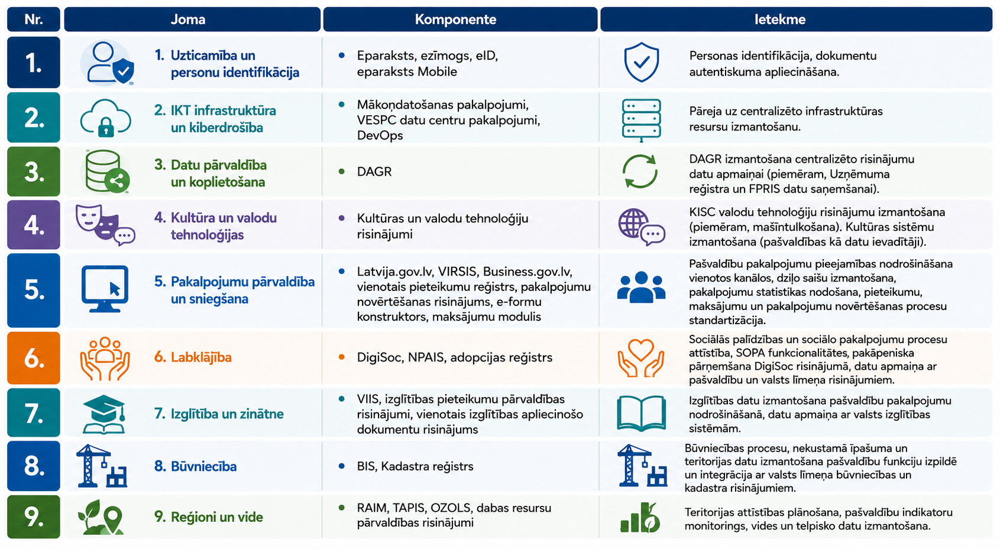 Nr.
Joma
Komponente
Ietekme
1.
1. Uzticamība un
personu identifikācija
Eparaksts, ezīmogs, eID,
eparaksts Mobile
Personas identifikācija, dokumentu
autentiskuma apliecināšana.
2.
2. IKT infrastruktūra
un kiberdrošība
Mākoņdatošanas pakalpojumi,
VESPC datu centru pakalpojumi,
DevOps
Pāreja uz centralizēto infrastruktūras
resursu izmantošanu.
3.
3. Datu pārvaldība
un koplietošana
DAGR
DAGR izmantošana centralizēto risinājumu
datu apmaiņai (piemēram, Uzņēmuma
reģistra un FPRIS datu saņemšanai).
4.
4. Kultūra un valodu
tehnoloģijas
Kultūras un valodu tehnoloģiju
risinājumi
KISC valodu tehnoloģiju risinājumu izmantošana
(piemēram, mašīntulkošana). Kultūras sistēmu
izmantošana (pašvaldības kā datu ievadītāji).
5.
5. Pakalpojumu pārvaldība
un sniegšana
Latvija.gov.lv, VIRSIS, Business.gov.lv,
vienotais pieteikumu reģistrs, pakalpojumu
novērtēšanas risinājums, e-formu
konstruktors, maksājumu modulis
Pašvaldību pakalpojumu pieejamības nodrošināšana
vienotos kanālos, dziļo saišu izmantošana,
pakalpojumu statistikas nodošana, pieteikumu,
maksājumu un pakalpojumu novērtēšanas procesu
standartizācija.
6.
6. Labklājība
DigiSoc, NPAIS, adopcijas reģistrs
Sociālās palīdzības un sociālo pakalpojumu procesu
attīstība, SOPA funkcionalitātes, pakāpeniska
pārņemšana DigiSoc risinājumā, datu apmaiņa ar
pašvaldību un valsts līmeņa risinājumiem.
7.
7. Izglītība un zinātne
VIIS, izglītības pieteikumu pārvaldības
risinājumi, vienotais izglītības apliecinošo
dokumentu risinājums
Izglītības datu izmantošana pašvaldību pakalpojumu
nodrošināšanā, datu apmaiņa ar valsts izglītības
sistēmām.
8.
8. Būvniecība
BIS, Kadastra reģistrs
Būvniecības procesu, nekustamā īpašuma un
teritorijas datu izmantošana pašvaldību funkciju izpildē
un integrācija ar valsts līmeņa būvniecības un
kadastra risinājumiem.
9.
9. Reģioni un vide
RAIM, TAPIS, OZOLS, dabas resursu
pārvaldības risinājumi
Teritorijas attīstības plānošana, pašvaldību indikatoru
monitorings, vides un telpisko datu izmantošana.